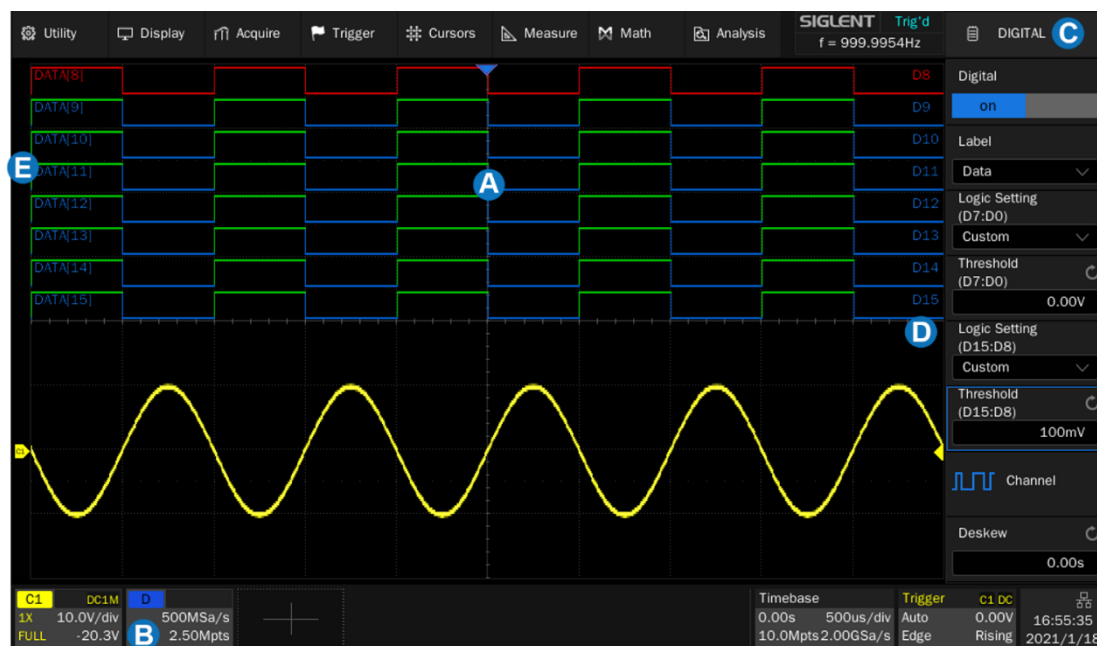 Utility Display Acquire Trigger Cursors Measure Math Analysis
SIGLENT Trig'd
f = 999.9954Hz
DIGITAL C
DATA[8] D8
DATA[9] D9
DATA[10] D10
DATA[11] D11
E
A
DATA[12] D12
DATA[13] D13
DATA[14] D14
DATA[15] D15
D
C1
Digital
on
Label
Data
Logic Setting
(D7:D0)
Custom
Threshold
(D7:D0)
0.00V
Logic Setting
(D15:D8)
Custom
Threshold
(D15:D8)
100mV
Channel
Deskew
0.00s
C1 DC1M
1X 10.0V/div
FULL -20.3V
D
500MSa/s
B 2.50Mpts
Timebase
0.00s 500us/div
10.0Mpts 2.00GSa/s
Trigger C1 DC
Auto 0.00V
Edge Rising
16:55:35
2021/1/18